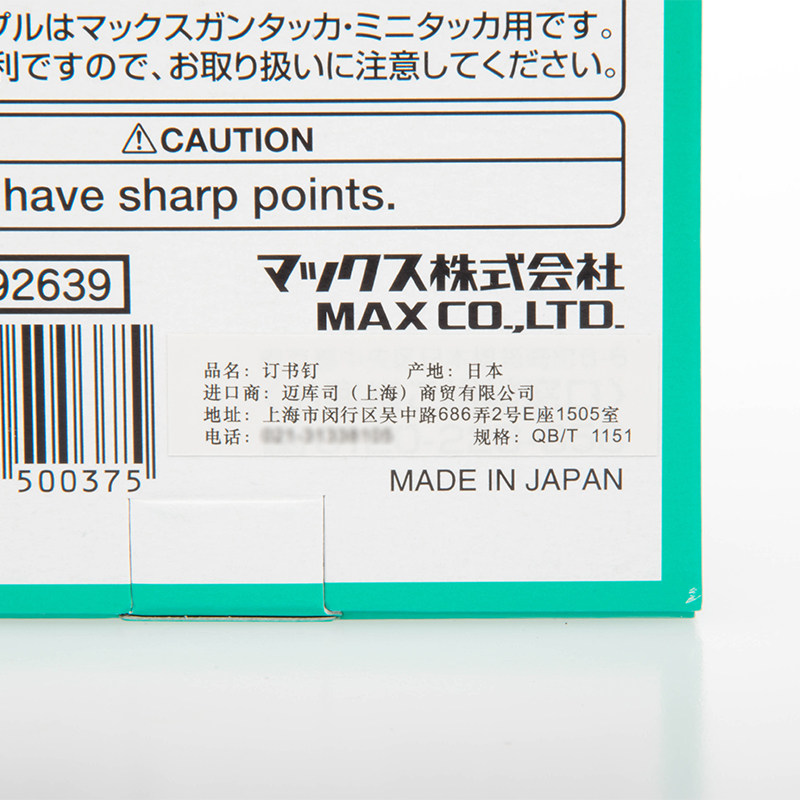 プルはマックスガンタッカ・ミニタッカ用です。
利ですので、お取り扱いに注意してください。
⚠CAUTION
have sharp points.
92639
マックス株式会社
MAX CO.,LTD.
品名：订书钉 产地：日本
进口商：迈库司（上海）商贸有限公司
地址：上海市闵行区吴中路686弄2号E座1505室
电话： 规格：QB/T 1151
500375
MADE IN JAPAN